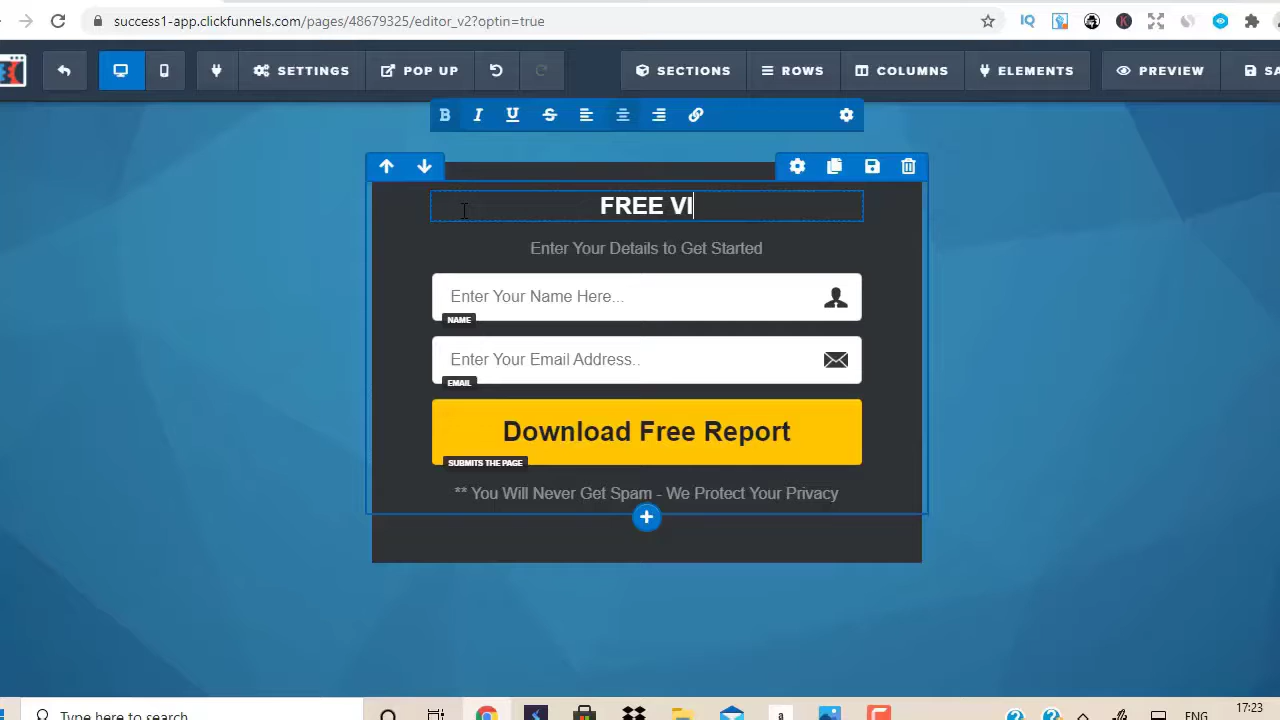 success1-app.clickfunnels.com/pages/48679325/editor_v2?optin=true
IQ
K
SETTINGS
POP UP
SECTIONS
ROWS
COLUMNS
ELEMENTS
PREVIEW
SA
B I U S
FREE VI
Enter Your Details to Get Started
Enter Your Name Here...
NAME
Enter Your Email Address..
EMAIL
Download Free Report
SUBMITS THE PAGE
** You Will Never Get Spam - We Protect Your Privacy
17:23
Type here to search
a
ENG